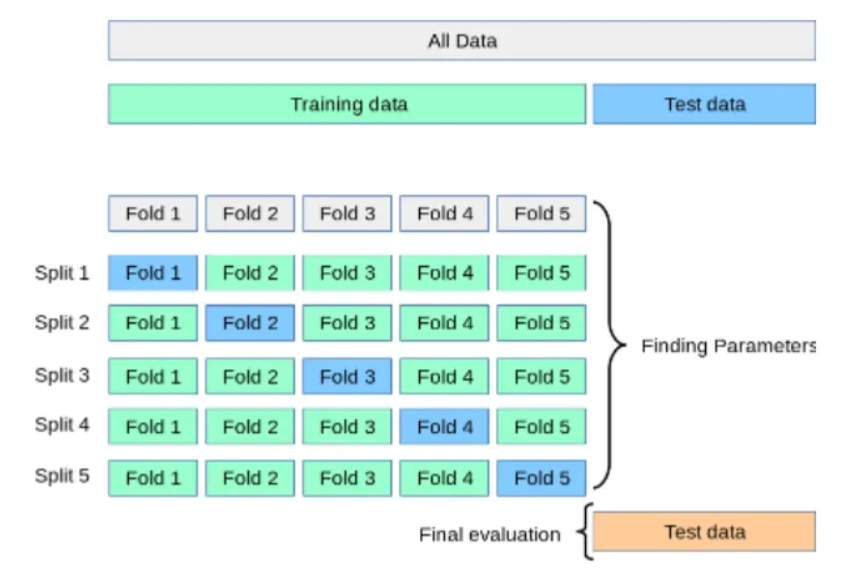 All Data
Training data Test data
Fold 1 Fold 2 Fold 3 Fold 4 Fold 5
Split 1 Fold 1 Fold 2 Fold 3 Fold 4 Fold 5
Split 2 Fold 1 Fold 2 Fold 3 Fold 4 Fold 5
Finding Parameters
Split 3 Fold 1 Fold 2 Fold 3 Fold 4 Fold 5
Split 4 Fold 1 Fold 2 Fold 3 Fold 4 Fold 5
Split 5 Fold 1 Fold 2 Fold 3 Fold 4 Fold 5
Final evaluation Test data